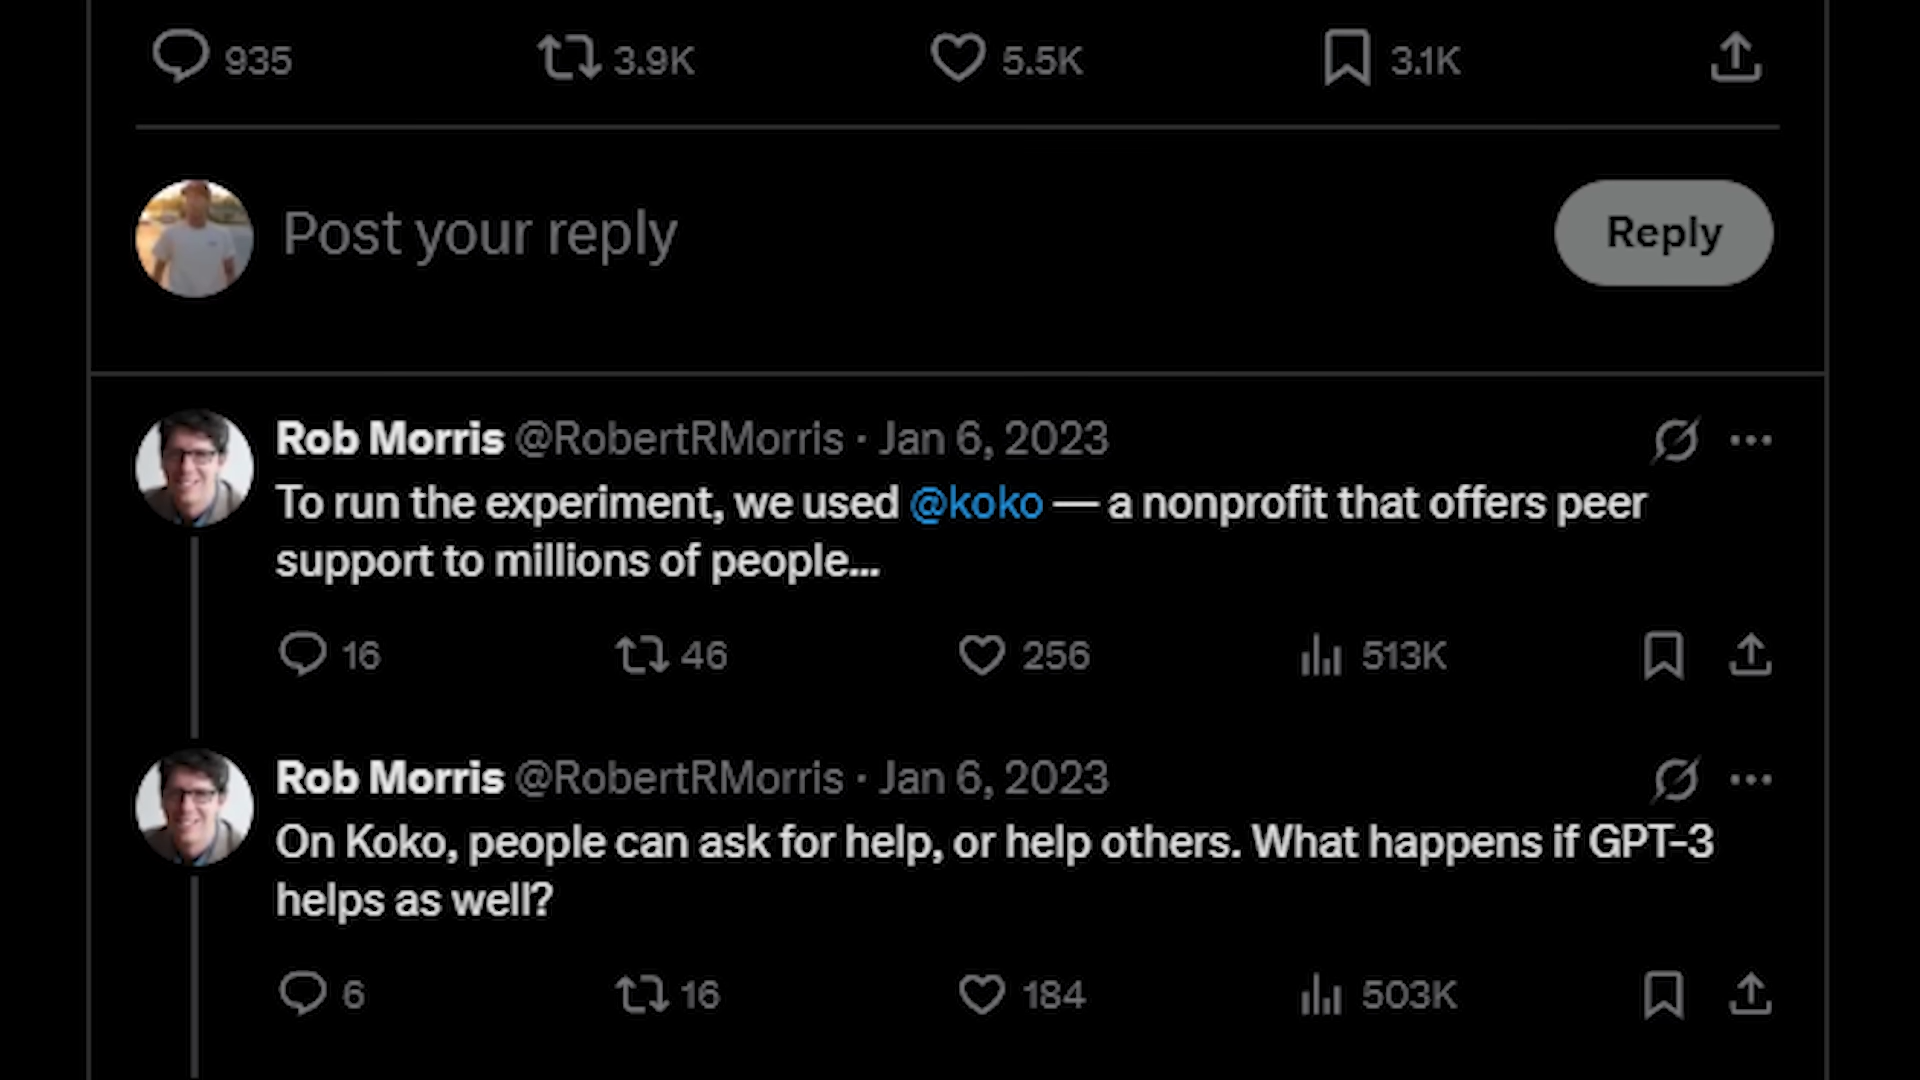 935 3.9K 5.5K 3.1K
Post your reply Reply
Rob Morris @RobertRMorris · Jan 6, 2023
To run the experiment, we used @koko — a nonprofit that offers peer
support to millions of people...
16 46 256 513K
Rob Morris @RobertRMorris · Jan 6, 2023
On Koko, people can ask for help, or help others. What happens if GPT-3
helps as well?
6 16 184 503K